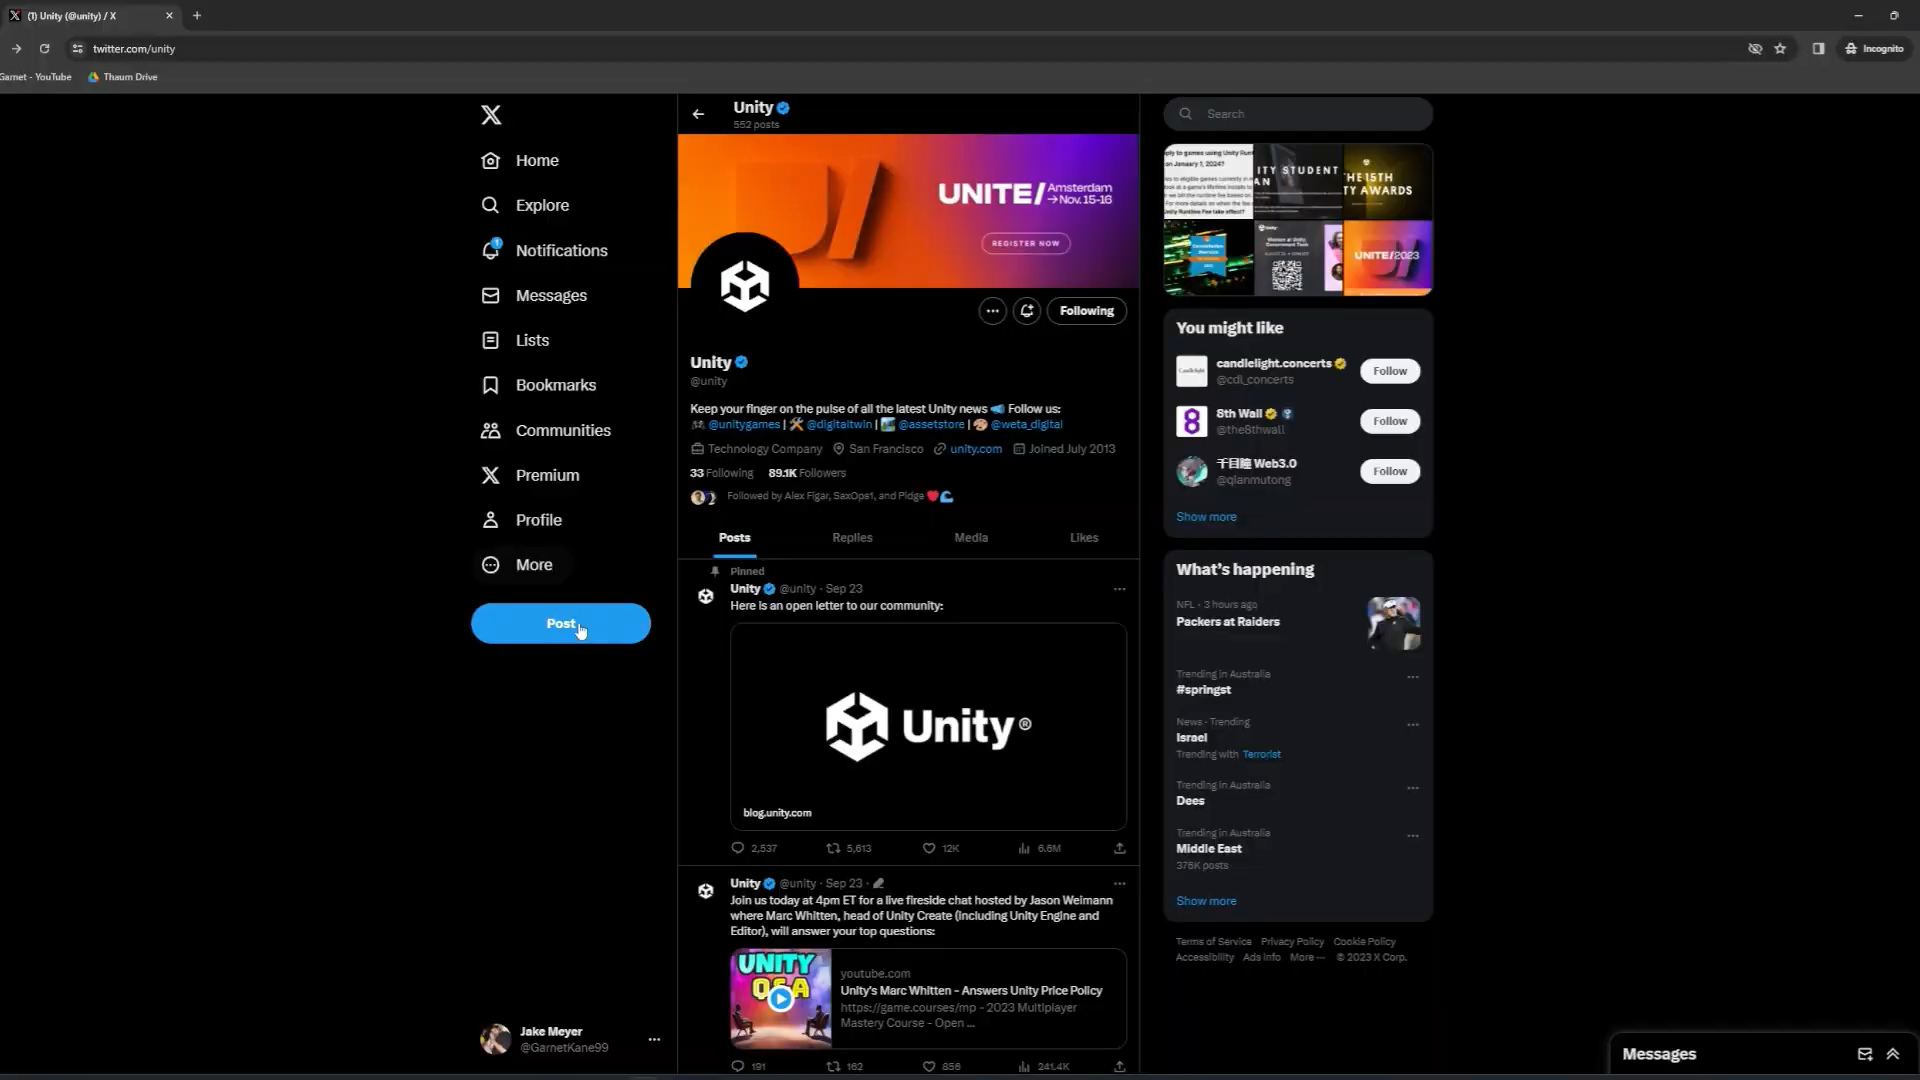 (1) Unity (@unity) / X
twitter.com/unity
Incognito
Garnet - YouTube
Thaum Drive
Home
Explore
Notifications
1
Messages
Lists
Bookmarks
Communities
Premium
Profile
More
Post
Jake Meyer
@GarnetKane99
Unity
552 posts
UNITE/ Amsterdam
→Nov. 15-16
REGISTER NOW
Following
Unity
@unity
Keep your finger on the pulse of all the latest Unity news 📣 Follow us:
🎮 @unitygames | 🛠 @digitaltwin | @assetstore | 🎨 @weta_digital
Technology Company San Francisco unity.com Joined July 2013
33 Following 89.1K Followers
Followed by Alex Figar, SaxOps1, and Pidge ❤️🌊
Posts Replies Media Likes
Pinned
Unity @unity · Sep 23
Here is an open letter to our community:
Unity®
blog.unity.com
2,537 5,613 12K 6.6M
Unity @unity · Sep 23 ·
Join us today at 4pm ET for a live fireside chat hosted by Jason Weimann
where Marc Whitten, head of Unity Create (including Unity Engine and
Editor), will answer your top questions:
UNITY
Q&A
youtube.com
Unity's Marc Whitten - Answers Unity Price Policy
https://game.courses/mp - 2023 Multiplayer
Mastery Course - Open ...
191 162 856 241.4K
Search
on January 1, 2024?
ITY STUDENT
AN
HE 15TH
TY AWARDS
UNITE/2023
You might like
candlelight.concerts
@cdl_concerts
Follow
8th Wall
@the8thwall
Follow
千目瞳 Web3.0
@qianmutong
Follow
Show more
What's happening
NFL · 3 hours ago
Packers at Raiders
Trending in Australia
#springst
News · Trending
Israel
Trending with Terrorist
Trending in Australia
Dees
Trending in Australia
Middle East
376K posts
Show more
Terms of Service Privacy Policy Cookie Policy
Accessibility Ads info More ··· © 2023 X Corp.
Messages